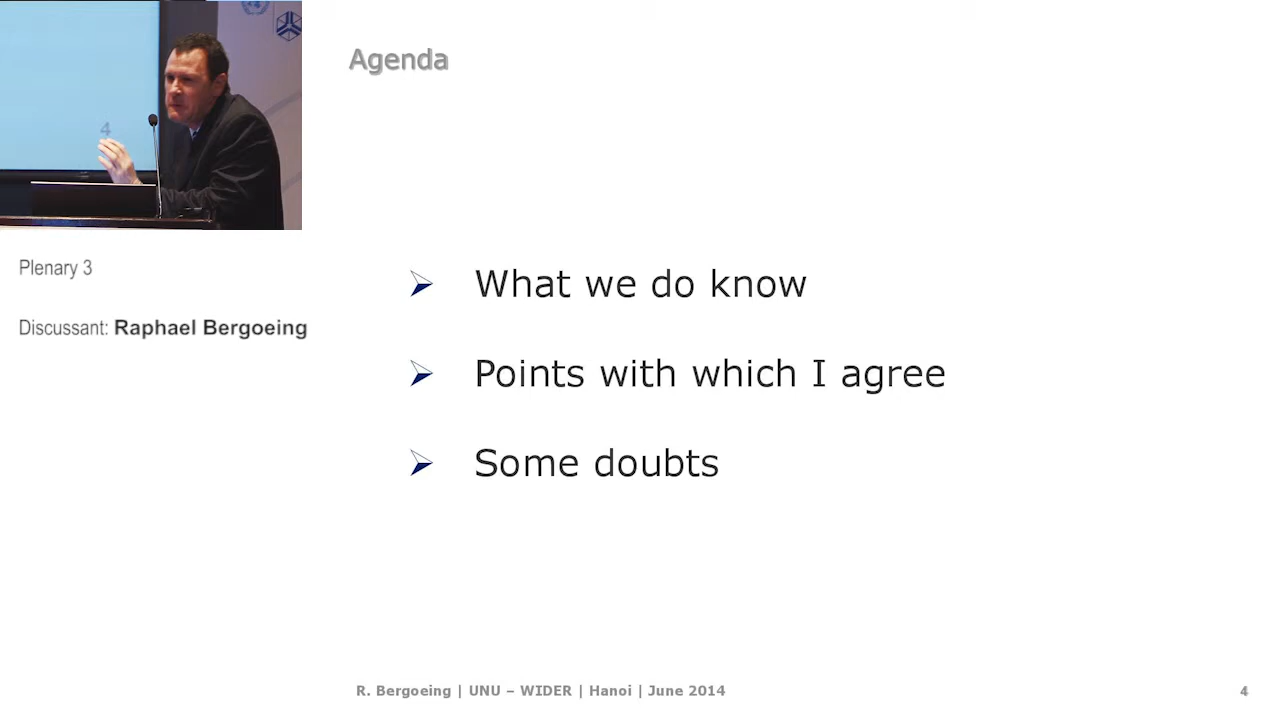 Agenda
4
Plenary 3
Discussant: Raphael Bergoeing
What we do know
Points with which I agree
Some doubts
R. Bergoeing | UNU – WIDER | Hanoi | June 2014
4